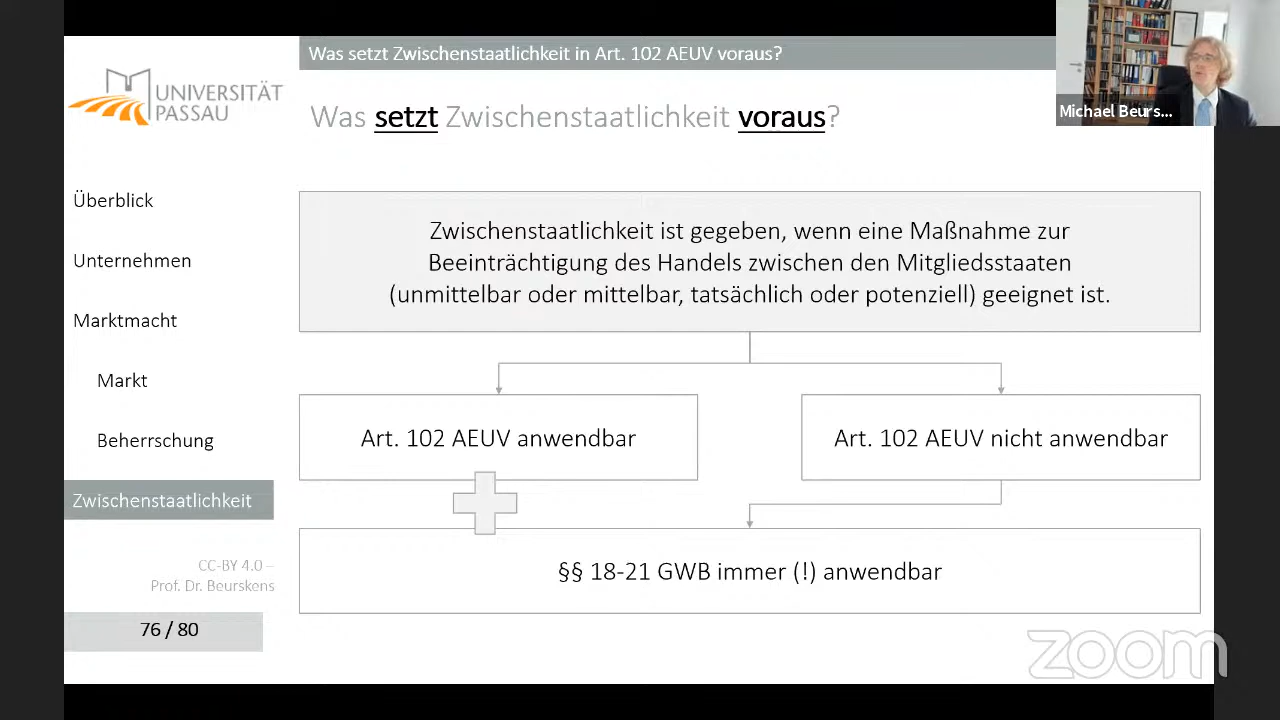 Was setzt Zwischenstaatlichkeit in Art. 102 AEUV voraus?
Michael Beurs...
UNIVERSITÄT
PASSAU
Was setzt Zwischenstaatlichkeit voraus?
Überblick
Unternehmen
Marktmacht
Markt
Beherrschung
Zwischenstaatlichkeit
CC-BY 4.0 –
Prof. Dr. Beurskens
76 / 80
Zwischenstaatlichkeit ist gegeben, wenn eine Maßnahme zur
Beeinträchtigung des Handels zwischen den Mitgliedsstaaten
(unmittelbar oder mittelbar, tatsächlich oder potenziell) geeignet ist.
Art. 102 AEUV anwendbar
Art. 102 AEUV nicht anwendbar
§§ 18-21 GWB immer (!) anwendbar
zoom